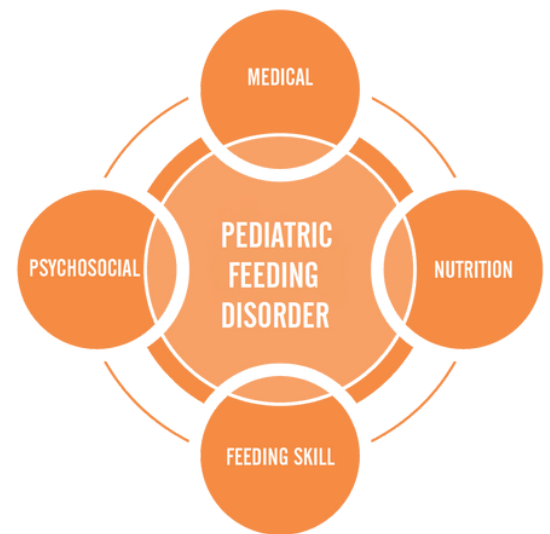 MEDICAL
PEDIATRIC
FEEDING
DISORDER
PSYCHOSOCIAL
NUTRITION
FEEDING SKILL